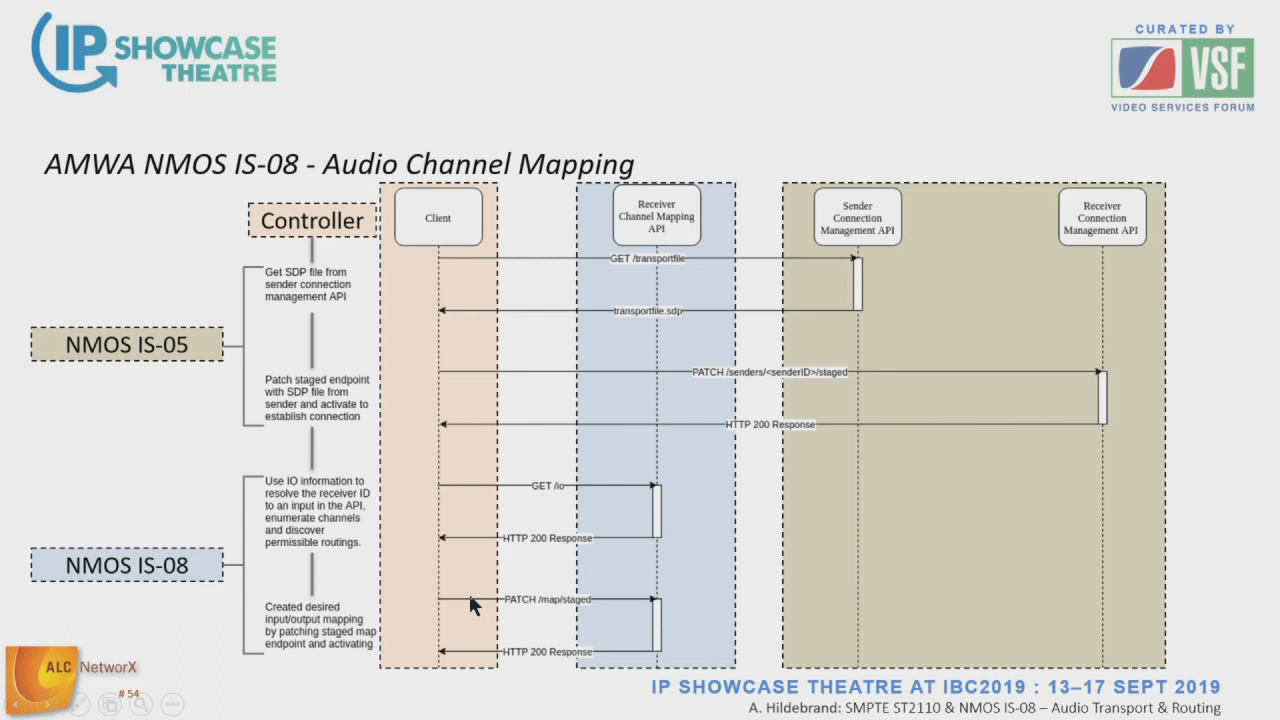 IP SHOWCASE
THEATRE
CURATED BY
VSF
VIDEO SERVICES FORUM
AMWA NMOS IS-08 - Audio Channel Mapping
Controller
Client
Receiver
Channel Mapping
API
Sender
Connection
Management API
Receiver
Connection
Management API
GET /transportfile
Get SDP file from
sender connection
management API
transportfile.sdp
NMOS IS-05
PATCH /senders/<senderID>/staged
Patch staged endpoint
with SDP file from
sender and activate to
establish connection
HTTP 200 Response
Use IO information to
resolve the receiver ID
to an input in the API,
enumerate channels
and discover
permissible routings.
GET /io
HTTP 200 Response
NMOS IS-08
PATCH /map/staged
Created desired
input/output mapping
by patching staged map
endpoint and activating
HTTP 200 Response
ALC NetworX
# 54
IP SHOWCASE THEATRE AT IBC2019 : 13–17 SEPT 2019
A. Hildebrand: SMPTE ST2110 & NMOS IS-08 – Audio Transport & Routing